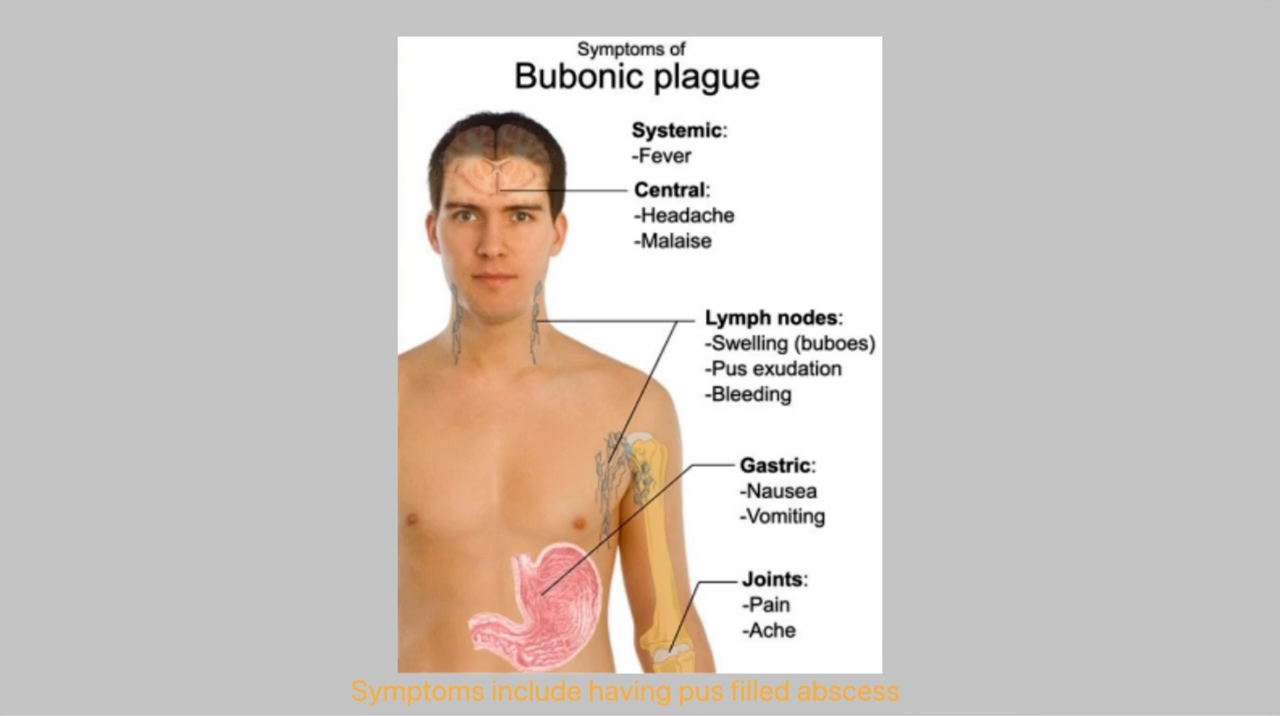 Symptoms of
Bubonic plague
Systemic:
-Fever
Central:
-Headache
-Malaise
Lymph nodes:
-Swelling (buboes)
-Pus exudation
-Bleeding
Gastric:
-Nausea
-Vomiting
Joints:
-Pain
-Ache
Symptoms include having pus filled abscess